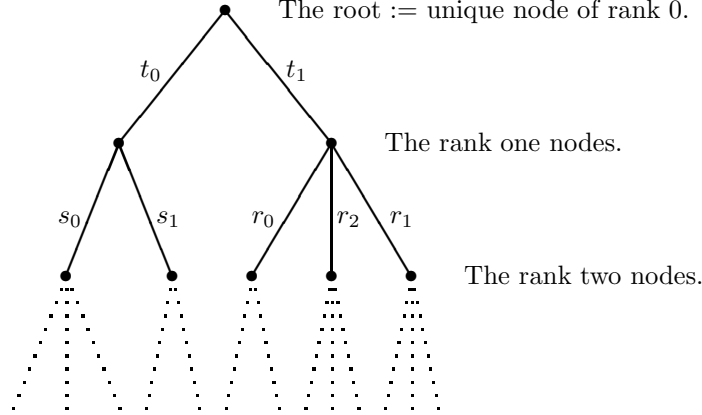 The root := unique node of rank 0.
t₀ t₁
The rank one nodes.
s₀ s₁ r₀ r₂ r₁
The rank two nodes.